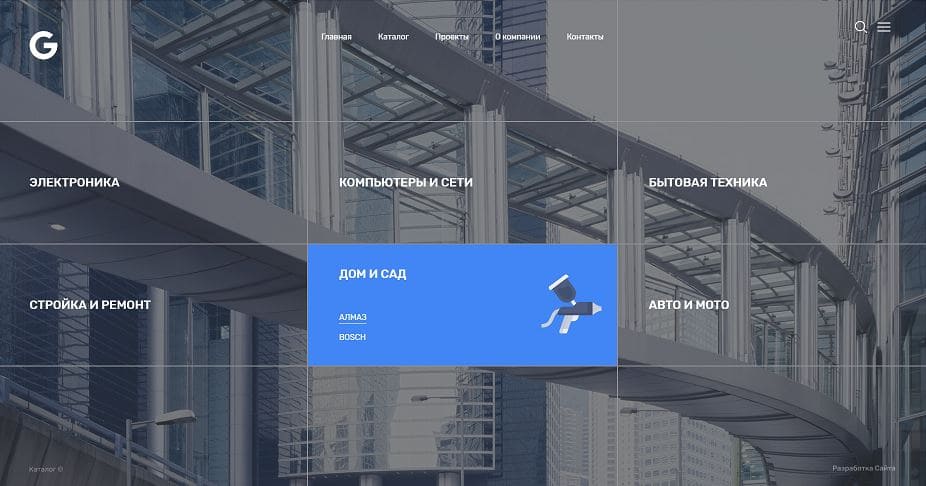 G
Главная Каталог Проекты О компании Контакты
ЭЛЕКТРОНИКА
КОМПЬЮТЕРЫ И СЕТИ
БЫТОВАЯ ТЕХНИКА
СТРОЙКА И РЕМОНТ
ДОМ И САД
АЛМАЗ
BOSCH
АВТО И МОТО
Каталог ©
Разработка Сайта